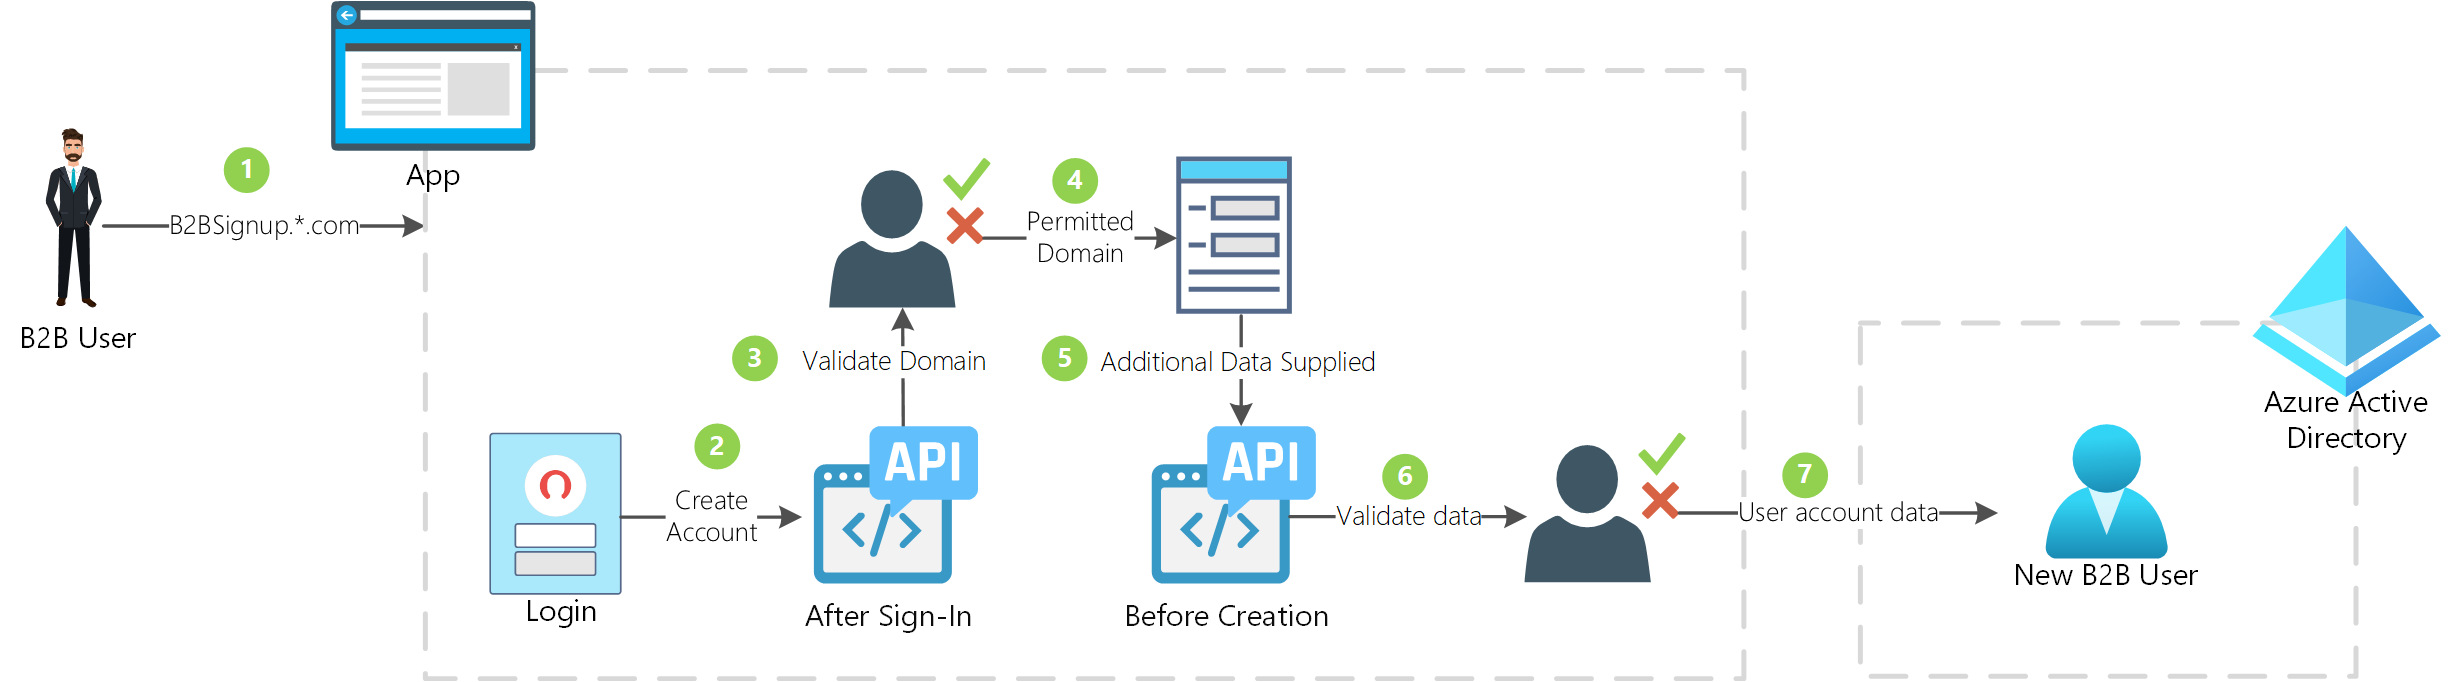 App
1
B2BSignup.*.com
B2B User
2
Create
Account
Login
3
Validate Domain
API
After Sign-In
4
Permitted
Domain
5
Additional Data Supplied
API
Before Creation
6
Validate data
7
User account data
Azure Active
Directory
New B2B User